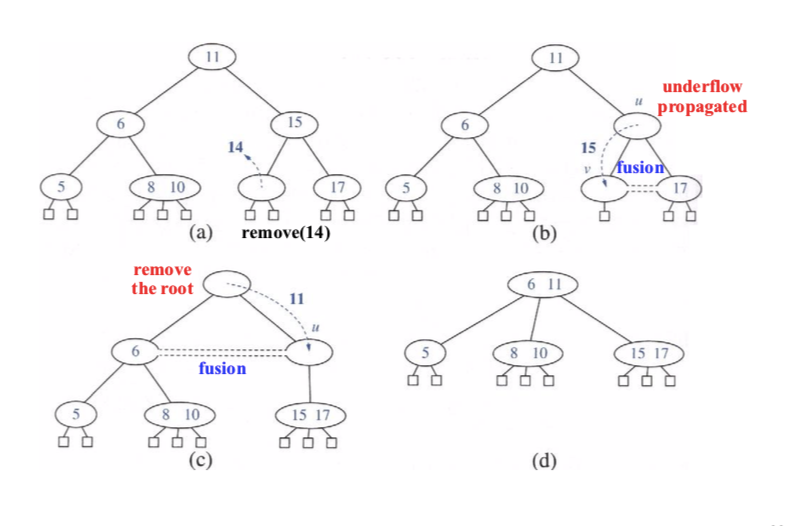 11
11
underflow
u
propagated
6
15
6
14
15
v
fusion
5
8 10
17
5
8 10
17
(a)
remove(14)
(b)
remove
the root
11
6 11
u
6
fusion
5
8 10
15 17
5
8 10
15 17
(c)
(d)